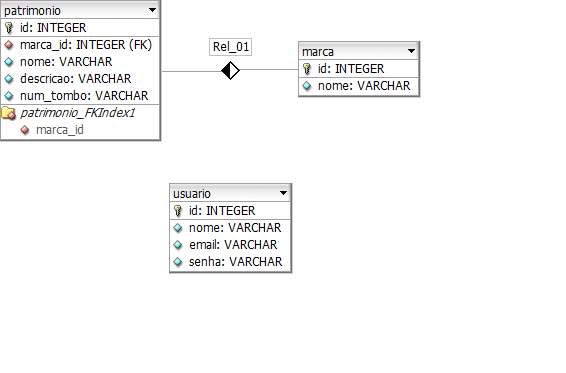 patrimonio
id: INTEGER
marca_id: INTEGER (FK)
nome: VARCHAR
descricao: VARCHAR
num_tombo: VARCHAR
patrimonio_FKIndex1
marca_id
Rel_01
marca
id: INTEGER
nome: VARCHAR
usuario
id: INTEGER
nome: VARCHAR
email: VARCHAR
senha: VARCHAR